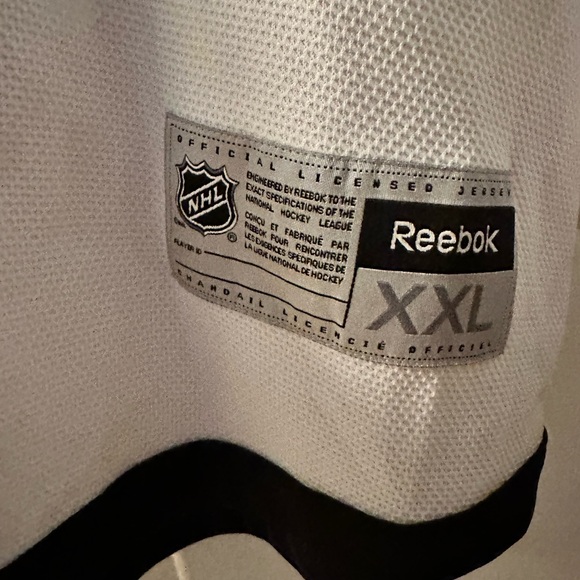 OFFICIAL LICENSED JERSEY
NHL
®
ENGINEERED BY REEBOK TO THE
EXACT SPECIFICATIONS OF THE
NATIONAL HOCKEY LEAGUE
CONÇU ET FABRIQUÉ PAR
REEBOK POUR RENCONTRER
LES EXIGENCES SPÉCIFIQUES DE
LA LIGUE NATIONALE DE HOCKEY
PLAYER ID
Reebok
XXL
CHANDAIL LICENCIÉ OFFICIEL